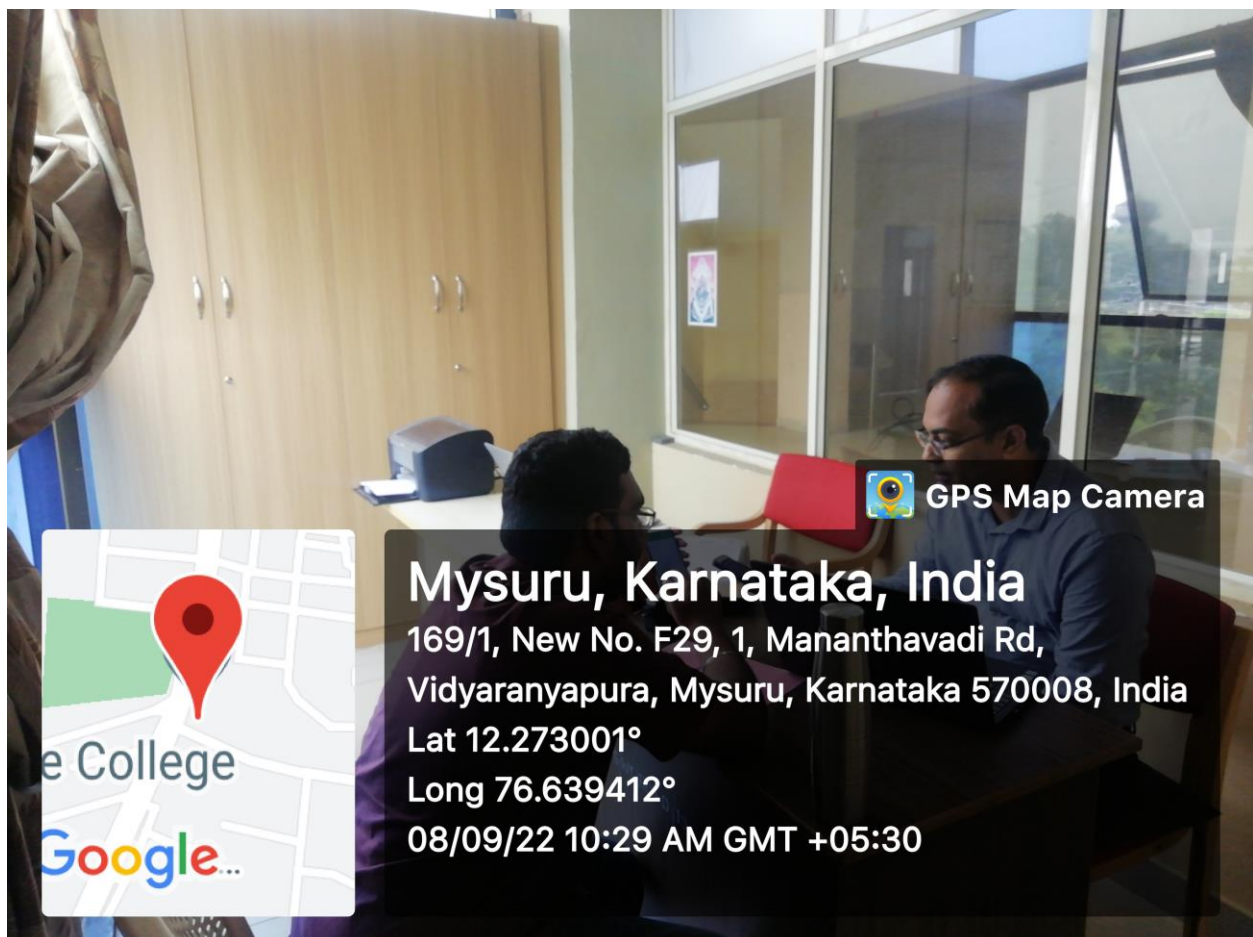 GPS Map Camera
Mysuru, Karnataka, India
169/1, New No. F29, 1, Mananthavadi Rd,
Vidyaranyapura, Mysuru, Karnataka 570008, India
Lat 12.273001°
Long 76.639412°
08/09/22 10:29 AM GMT +05:30
e College
Google...